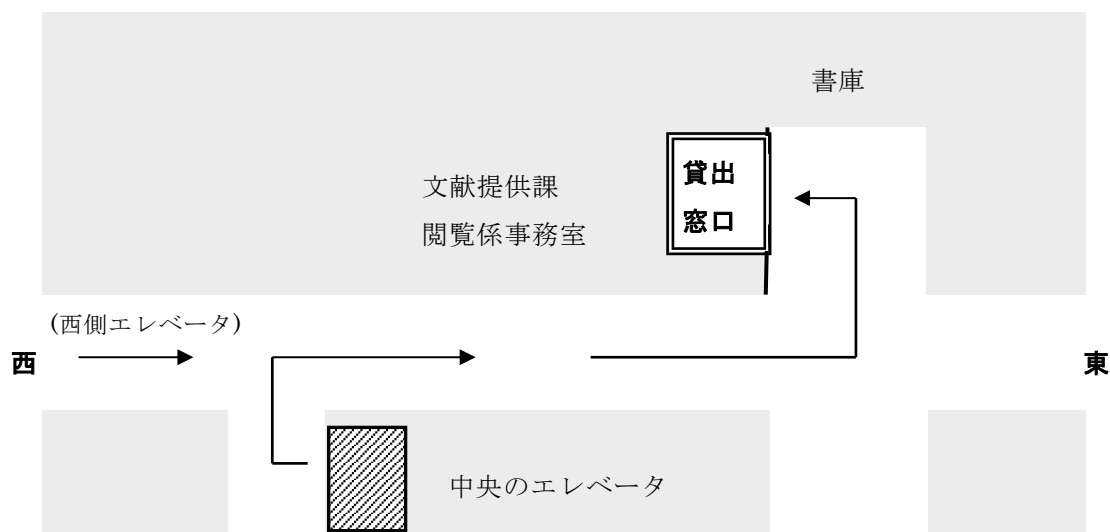 書庫
貸出
窓口
文献提供課
閲覧係事務室
(西側エレベータ)
西
東
中央のエレベータ